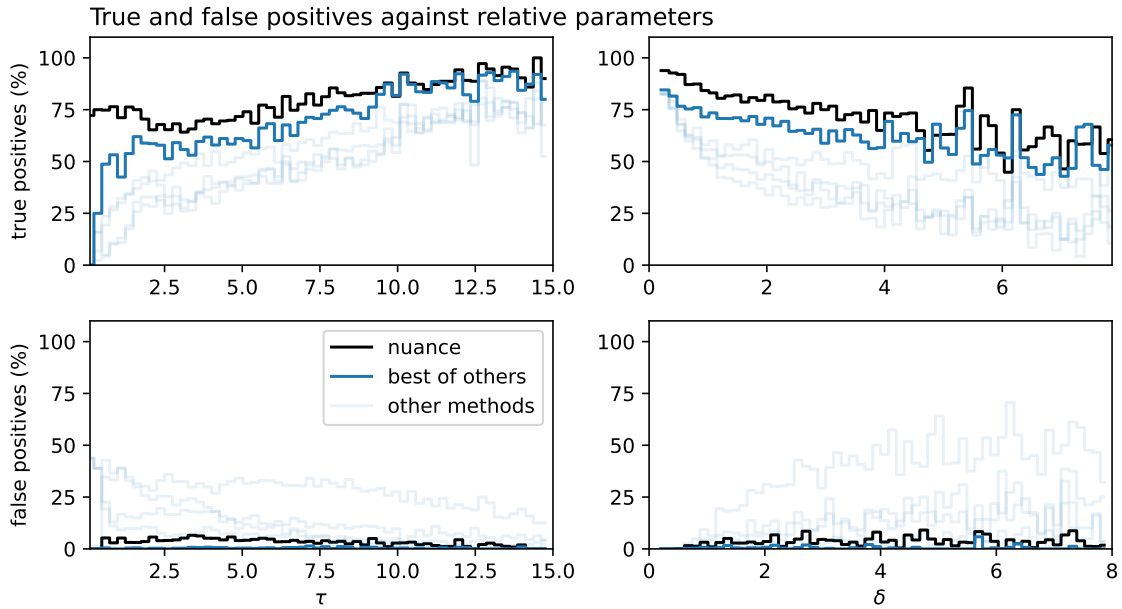 True and false positives against relative parameters
true positives (%)
100
75
50
25
0
2.5 5.0 7.5 10.0 12.5 15.0
100
75
50
25
0
0 2 4 6
false positives (%)
100
75
50
25
0
2.5 5.0 7.5 10.0 12.5 15.0
τ
nuance
best of others
other methods
100
75
50
25
0
0 2 4 6 8
δ